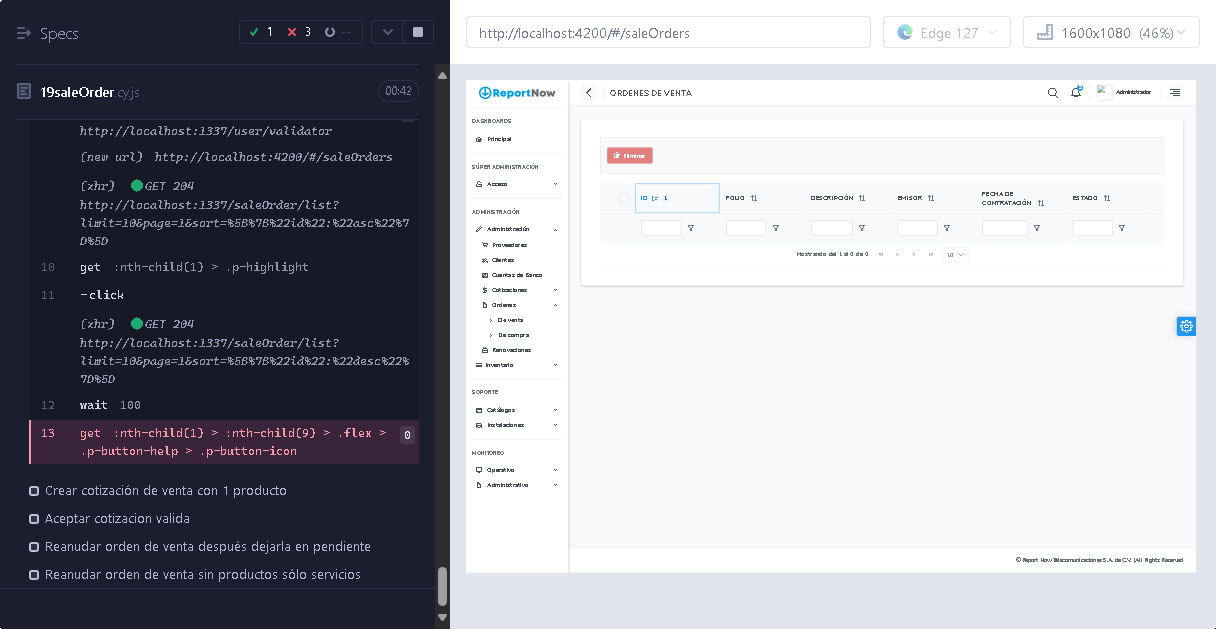 Specs
1
3
--
19saleOrder.cy.js
00:42
http://localhost:1337/user/validator
(new url) http://localhost:4200/#/saleOrders
(xhr) GET 204
http://localhost:1337/saleOrder/list?
limit=10&page=1&sort=%5B%7B%22id%22:%22asc%22%7
D%5D
10 get :nth-child(1) > .p-highlight
11 -click
(xhr) GET 204
http://localhost:1337/saleOrder/list?
limit=10&page=1&sort=%5B%7B%22id%22:%22desc%22%
7D%5D
12 wait 100
13 get :nth-child(1) > :nth-child(9) > .flex >
.p-button-help > .p-button-icon
0
Crear cotización de venta con 1 producto
Aceptar cotizacion valida
Reanudar orden de venta después dejarla en pendiente
Reanudar orden de venta sin productos sólo servicios
http://localhost:4200/#/saleOrders
Edge 127
1600x1080 (46%)
ReportNow
ORDENES DE VENTA
Administrador
DASHBOARDS
Principal
SÚPER ADMINISTRACIÓN
Acceso
ADMINISTRACIÓN
Administración
Proveedores
Clientes
Cuentas de Banco
Cotizaciones
Ordenes
De venta
De compra
Renovaciones
Inventario
SOPORTE
Catálogos
Instalaciones
MONITOREO
Operativo
Administrativo
Eliminar
ID
1
FOLIO
DESCRIPCIÓN
EMISOR
FECHA DE
CONTRATACIÓN
ESTADO
Mostrando del 1 al 0 de 0
10
© Report Now Telecomunicaciones S.A. de C.V. | All Rights Reserved